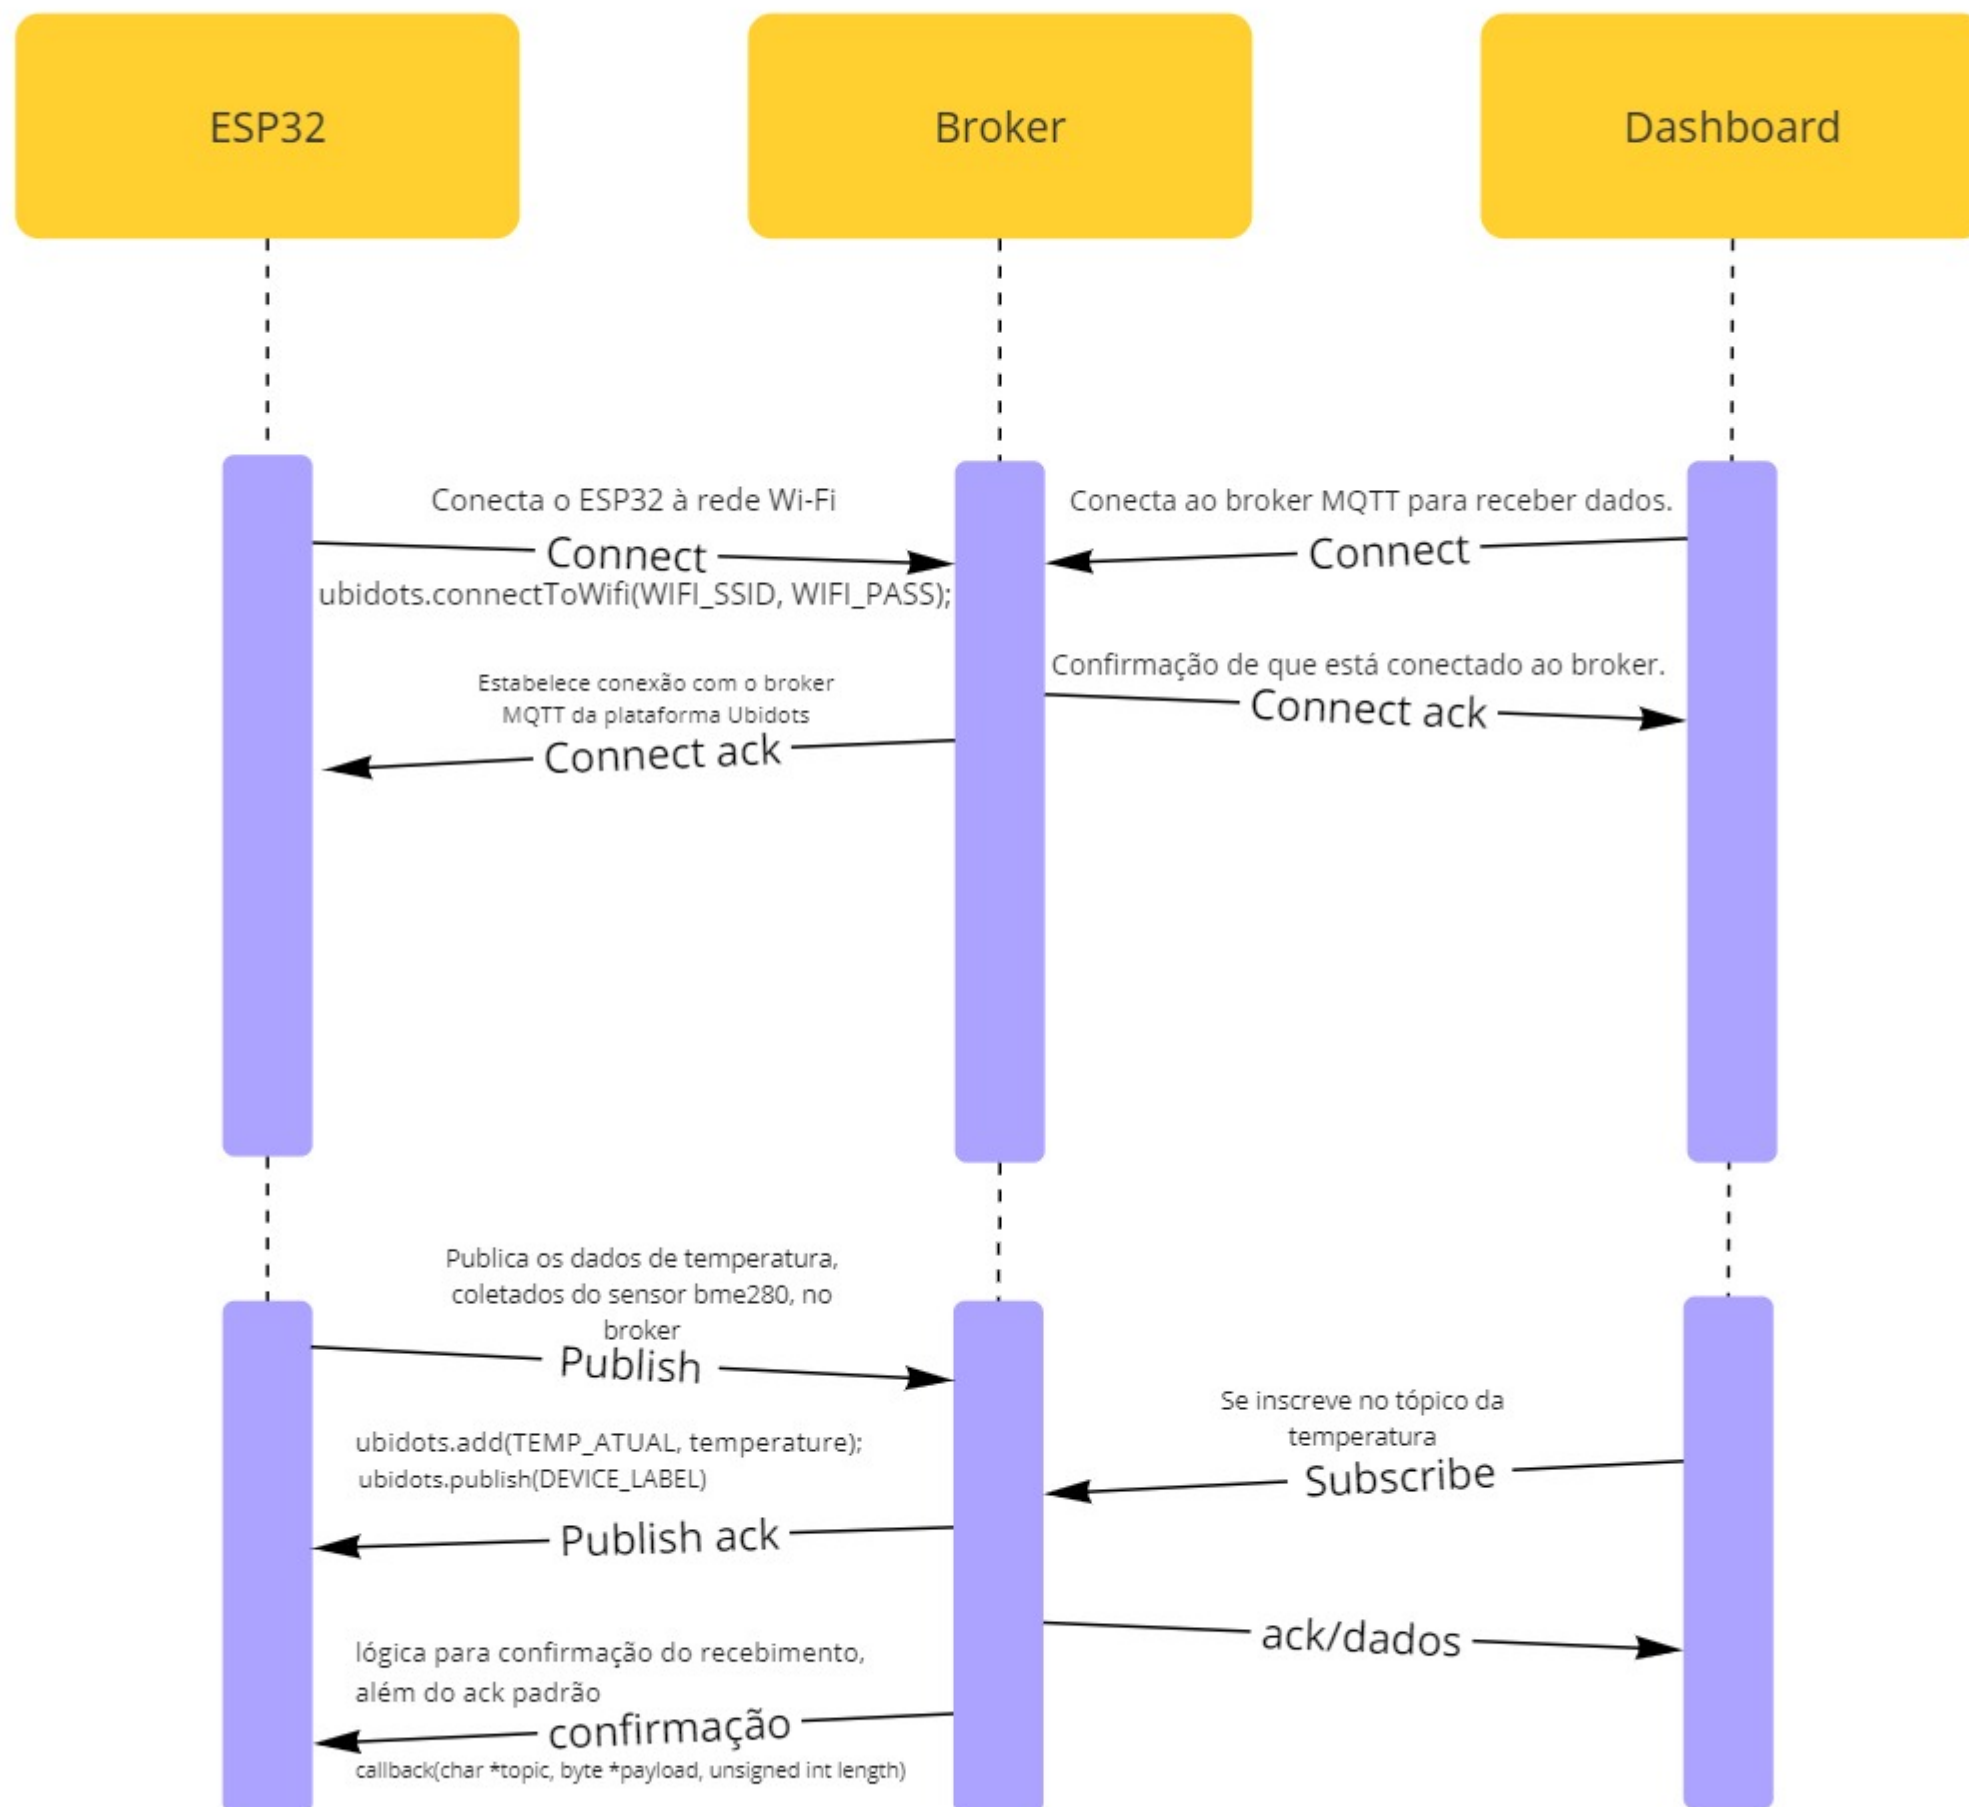 ESP32
Broker
Dashboard
Conecta o ESP32 à rede Wi-Fi
Connect
ubidots.connectToWifi(WIFI_SSID, WIFI_PASS);
Conecta ao broker MQTT para receber dados.
Connect
Estabelece conexão com o broker
MQTT da plataforma Ubidots
Connect ack
Confirmação de que está conectado ao broker.
Connect ack
Publica os dados de temperatura,
coletados do sensor bme280, no
broker
Publish
ubidots.add(TEMP_ATUAL, temperature);
ubidots.publish(DEVICE_LABEL)
Se inscreve no tópico da
temperatura
Subscribe
Publish ack
ack/dados
lógica para confirmação do recebimento,
além do ack padrão
confirmação
callback(char *topic, byte *payload, unsigned int length)